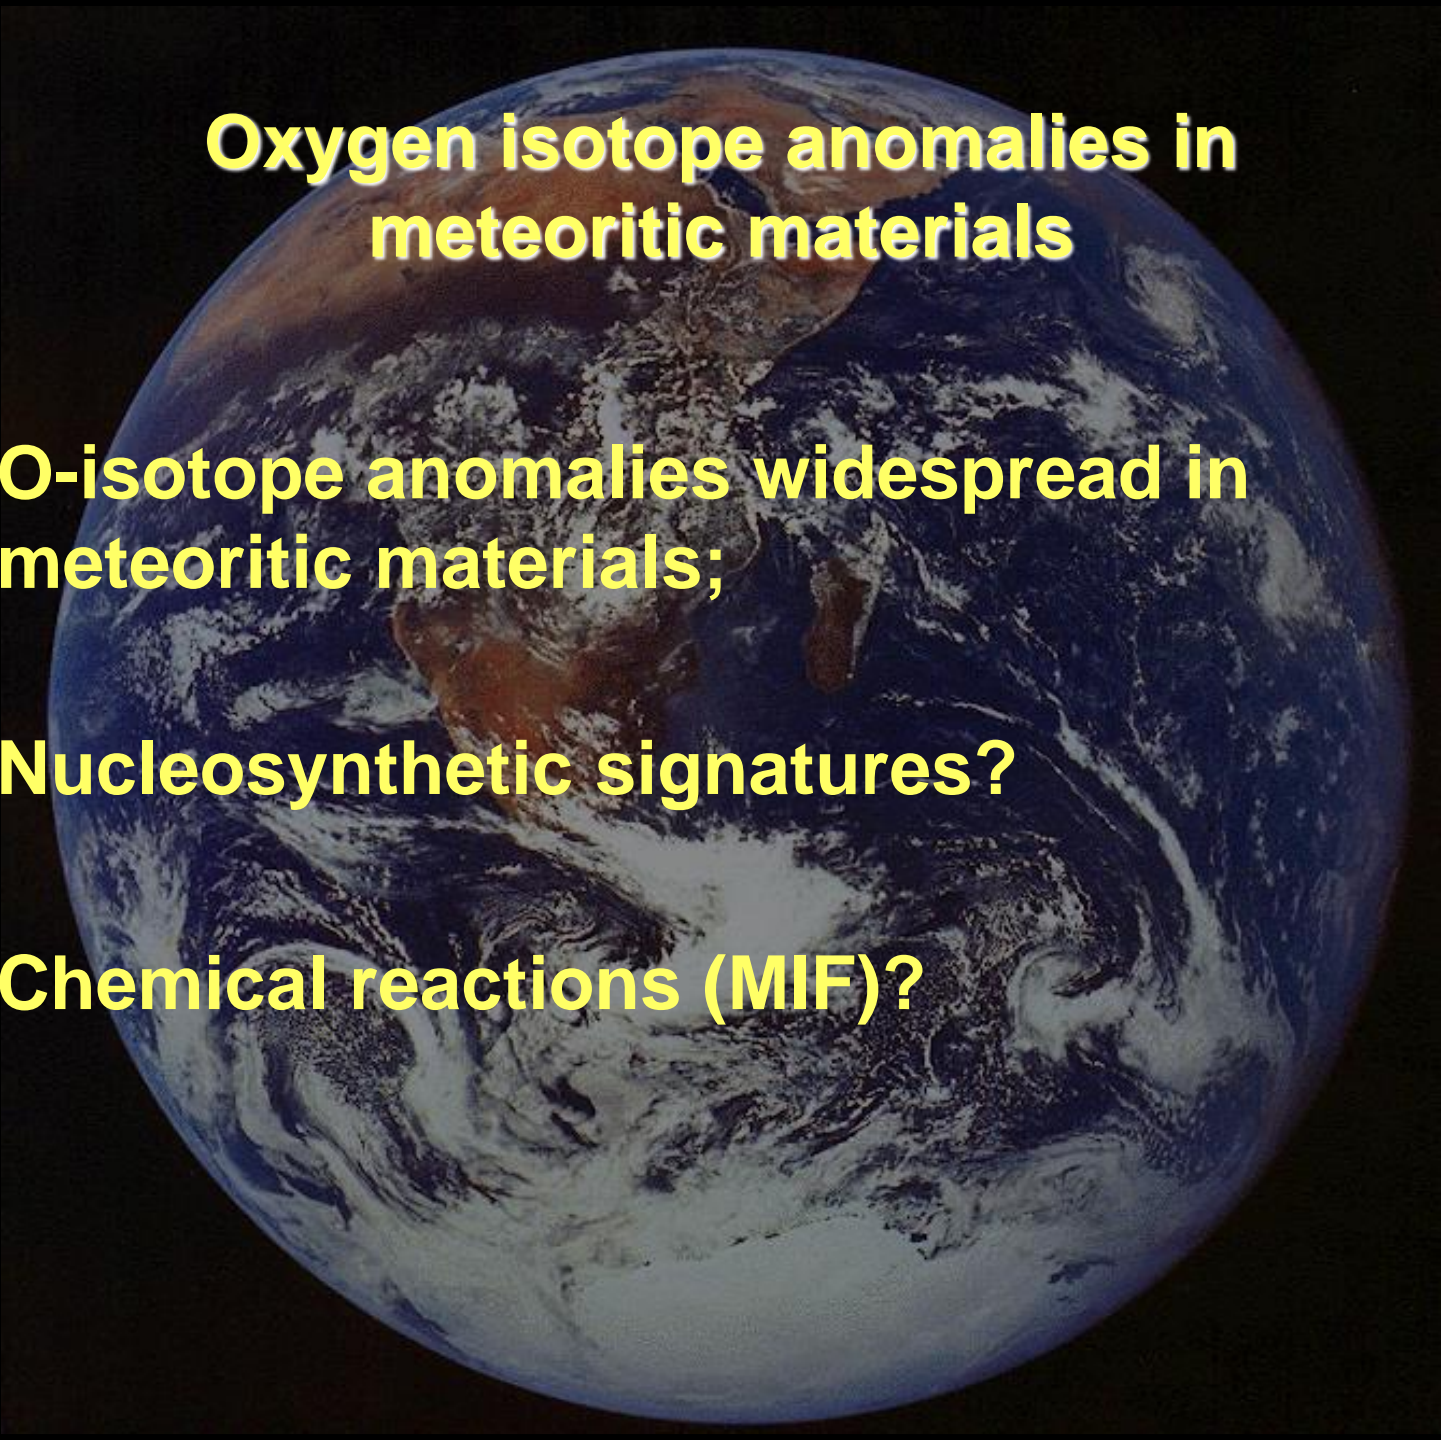 Oxygen isotope anomalies in
meteoritic materials
O-isotope anomalies widespread in
meteoritic materials;
Nucleosynthetic signatures?
Chemical reactions (MIF)?